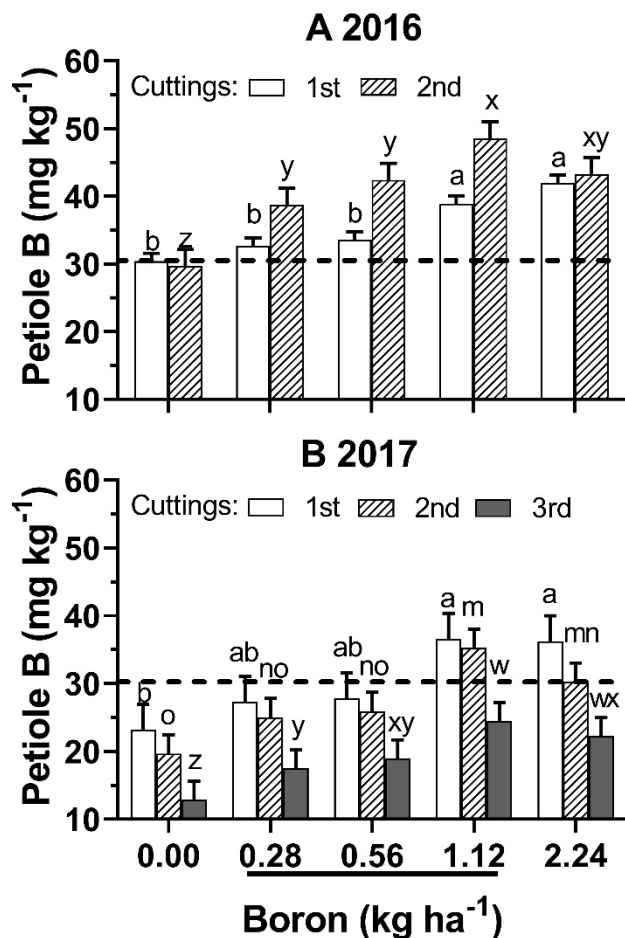 A 2016
Petiole B (mg kg⁻¹)
60
50
40
30
20
10
Cuttings: 1st 2nd
b z
b y
b y
a x
a xy
B 2017
Petiole B (mg kg⁻¹)
60
50
40
30
20
10
Cuttings: 1st 2nd 3rd
b o z
ab no y
ab no xy
a m w
a mn wx
0.00 0.28 0.56 1.12 2.24
Boron (kg ha⁻¹)